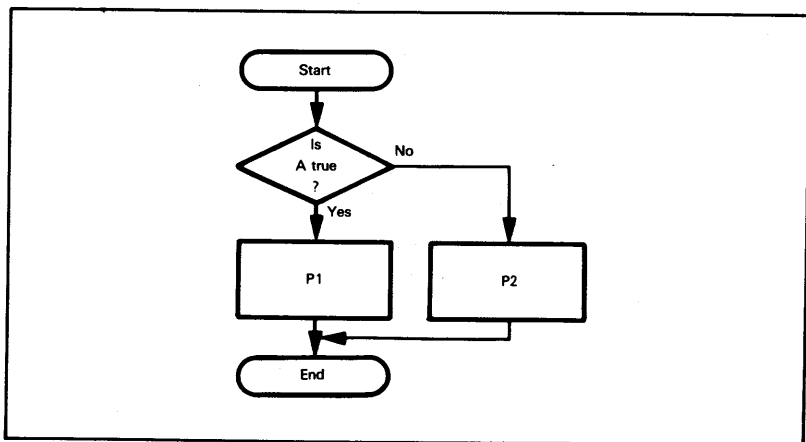 Start
Is
A true
?
No
Yes
P1
P2
End